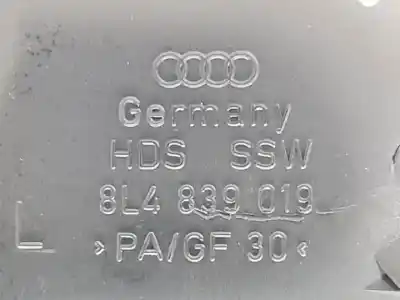 Germany
HDS SSW
8L4 839 019
L
>PA/GF 30<